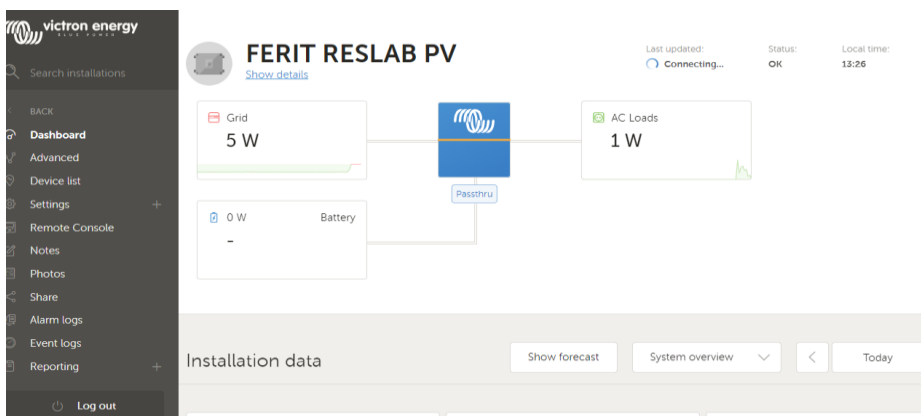 victron energy
BLUE POWER
Search installations
BACK
Dashboard
Advanced
Device list
Settings
Remote Console
Notes
Photos
Share
Alarm logs
Event logs
Reporting
Log out
FERIT RESLAB PV
Show details
Last updated:
Connecting...
Status:
OK
Local time:
13:26
Grid
5 W
AC Loads
1 W
Passthru
0 W
Battery
-
Installation data
Show forecast
System overview
Today